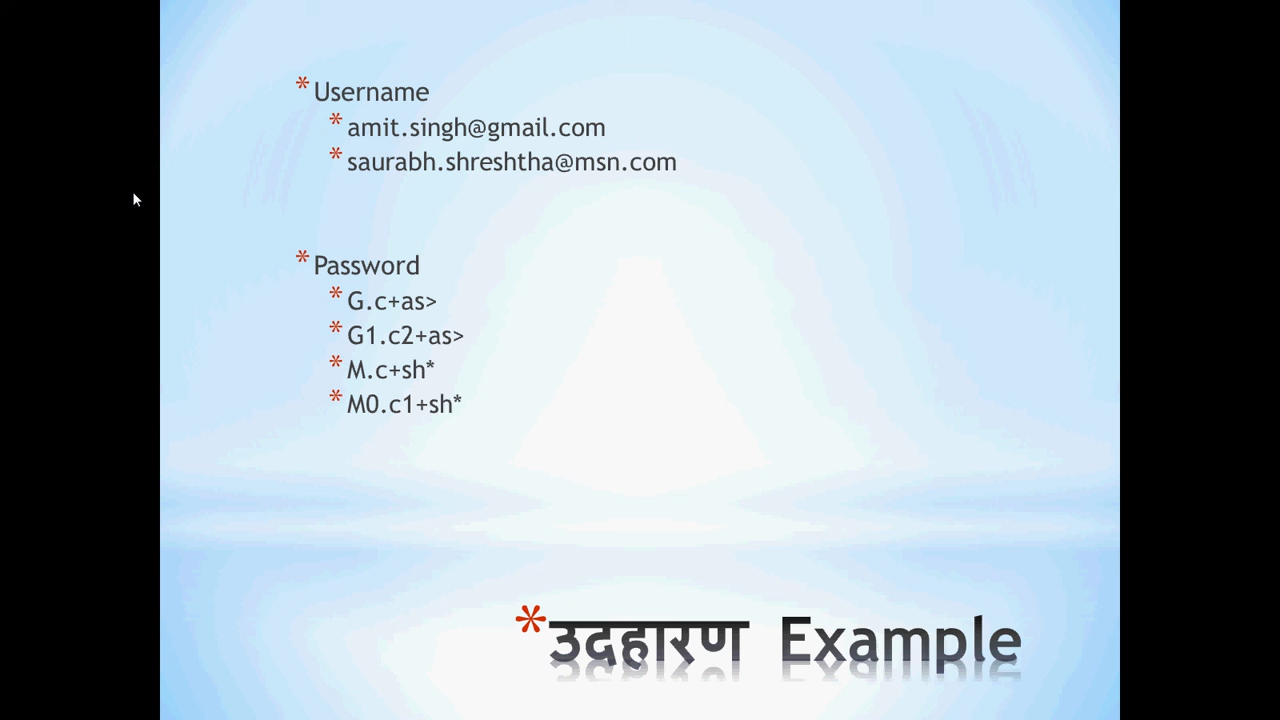 * Username
* amit.singh@gmail.com
* saurabh.shreshtha@msn.com
* Password
* G.c+as>
* G1.c2+as>
* M.c+sh*
* M0.c1+sh*
* उदहारण Example